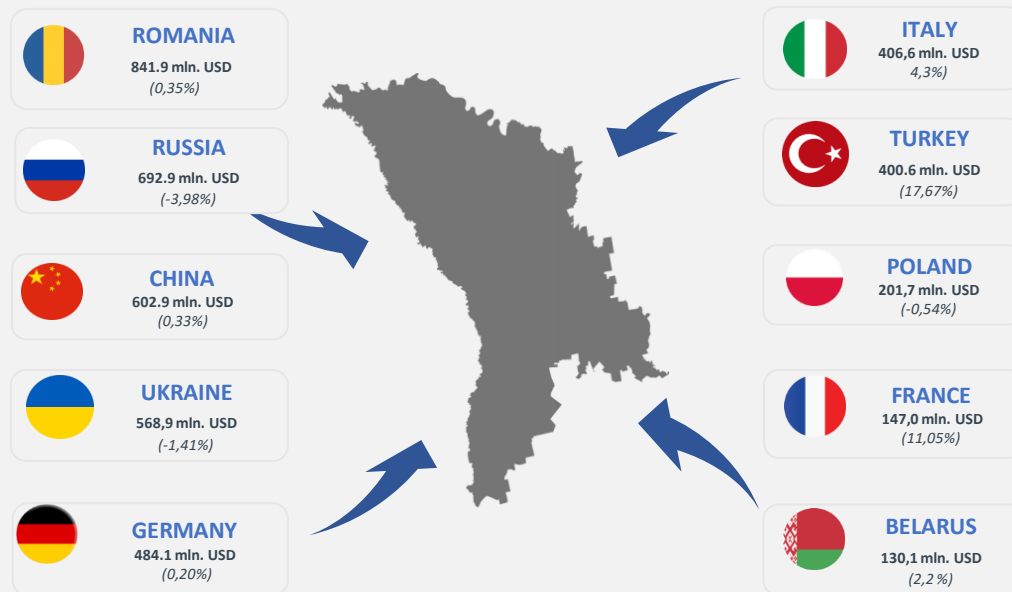 ROMANIA
841.9 mln. USD
(0,35%)
RUSSIA
692.9 mln. USD
(-3,98%)
CHINA
602.9 mln. USD
(0,33%)
UKRAINE
568,9 mln. USD
(-1,41%)
GERMANY
484.1 mln. USD
(0,20%)
ITALY
406,6 mln. USD
4,3%)
TURKEY
400.6 mln. USD
(17,67%)
POLAND
201,7 mln. USD
(-0,54%)
FRANCE
147,0 mln. USD
(11,05%)
BELARUS
130,1 mln. USD
(2,2 %)